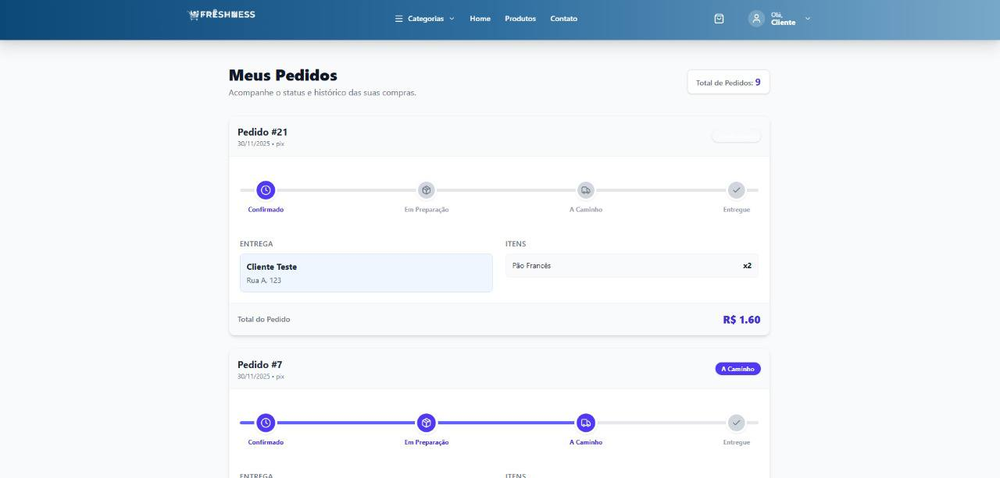 FRESHNESS
Categorias
Home
Produtos
Contato
Olá,
Cliente
Meus Pedidos
Acompanhe o status e histórico das suas compras.
Total de Pedidos: 9
Pedido #21
30/11/2025 • pix
Confirmado
Em Preparação
A Caminho
Entregue
ENTREGA
Cliente Teste
Rua A, 123
ITENS
Pão Francês x2
Total do Pedido
R$ 1.60
Pedido #7
30/11/2025 • pix
A Caminho
Confirmado
Em Preparação
A Caminho
Entregue
ENTREGA
ITENS